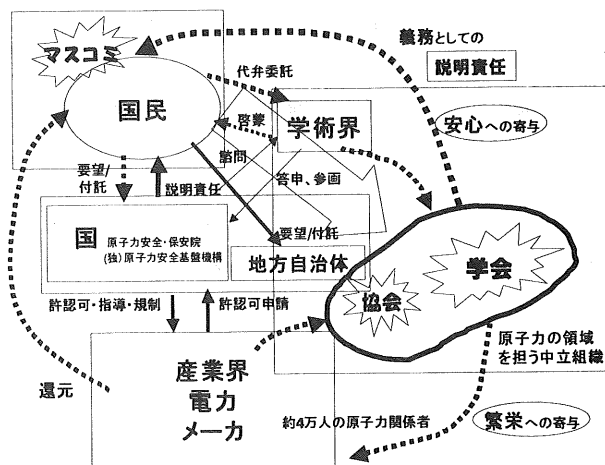 マスコミ
義務としての
説明責任
代弁委託
国民
啓蒙
学術界
安心への寄与
諮問
要望/
付託
説明責任
答申、参画
国
原子力安全・保安院
(独)原子力安全基盤機構
要望/付託
地方自治体
学会
協会
許認可・指導・規制
許認可申請
原子力の領域
を担う中立組織
産業界
電力
メーカ
還元
約4万人の原子力関係者
繁栄への寄与